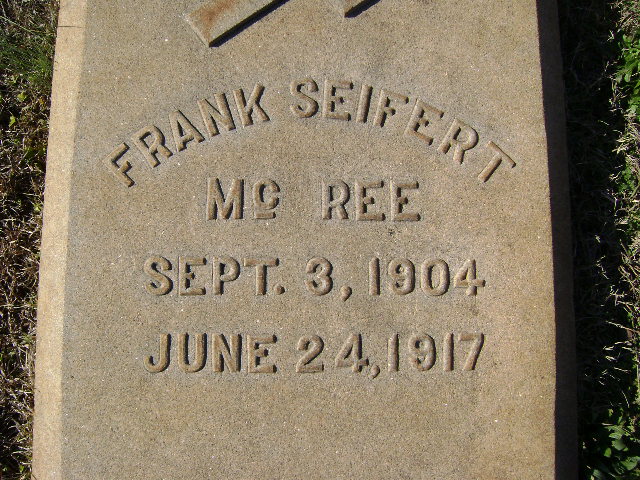 FRANK SEIFERT
Mc REE
SEPT. 3, 1904
JUNE 24, 1917